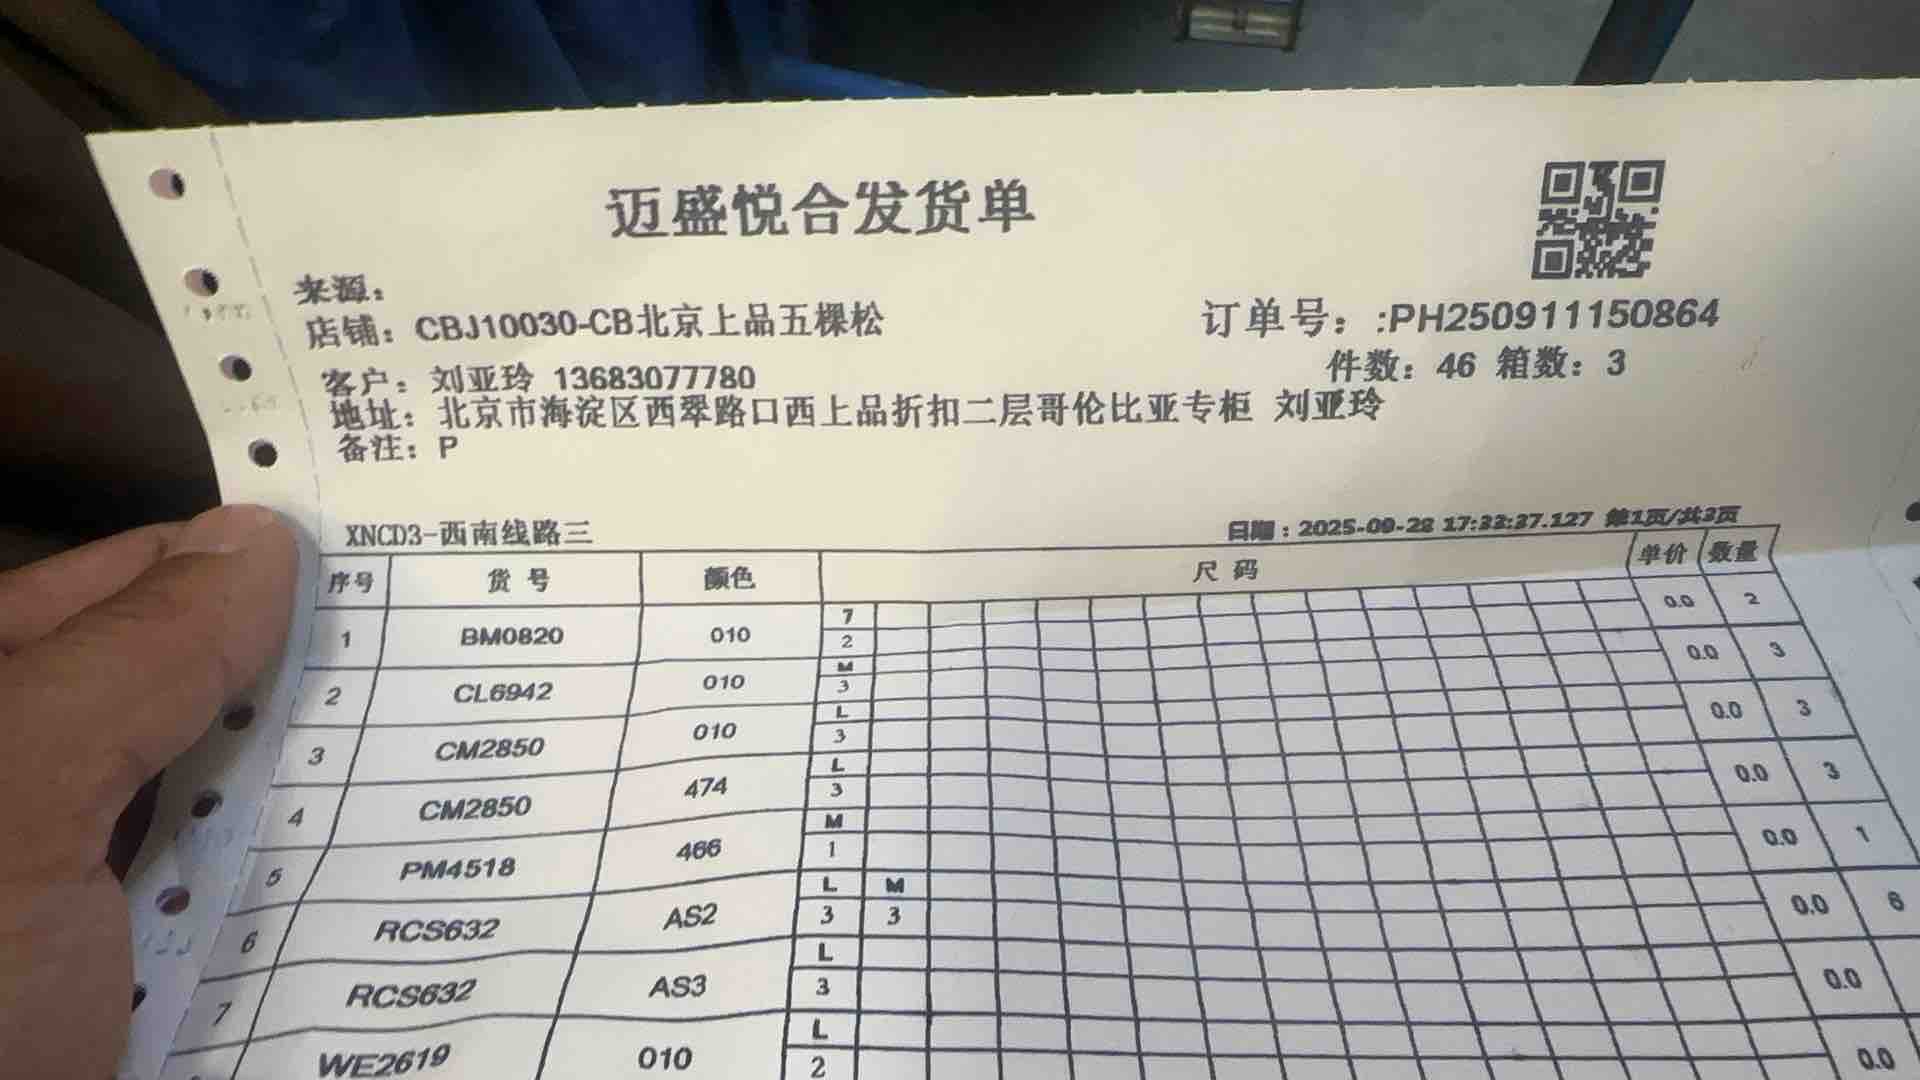 迈盛悦合发货单
来源：
店铺：CBJ10030-CB北京上品五棵松
订单号：:PH250911150864
件数：46 箱数：3
客户：刘亚玲 13683077780
地址：北京市海淀区西翠路口西上品折扣二层哥伦比亚专柜 刘亚玲
备注：P
XNCD3-西南线路三
日期：2025-09-28 17:33:37.127 第1页/共3页
序号 货号 颜色 尺码 单价 数量
7
1 BM0820 010 2 0.0 2
M
2 CL6942 010 3 0.0 3
L
3 CM2850 010 3 0.0 3
L
4 CM2850 474 3 0.0 3
M
5 PM4518 466 1 0.0 1
L M
6 RCS632 AS2 3 3 0.0 6
L
7 RCS632 AS3 3 0.0
L
WE2619 010 2 0.0